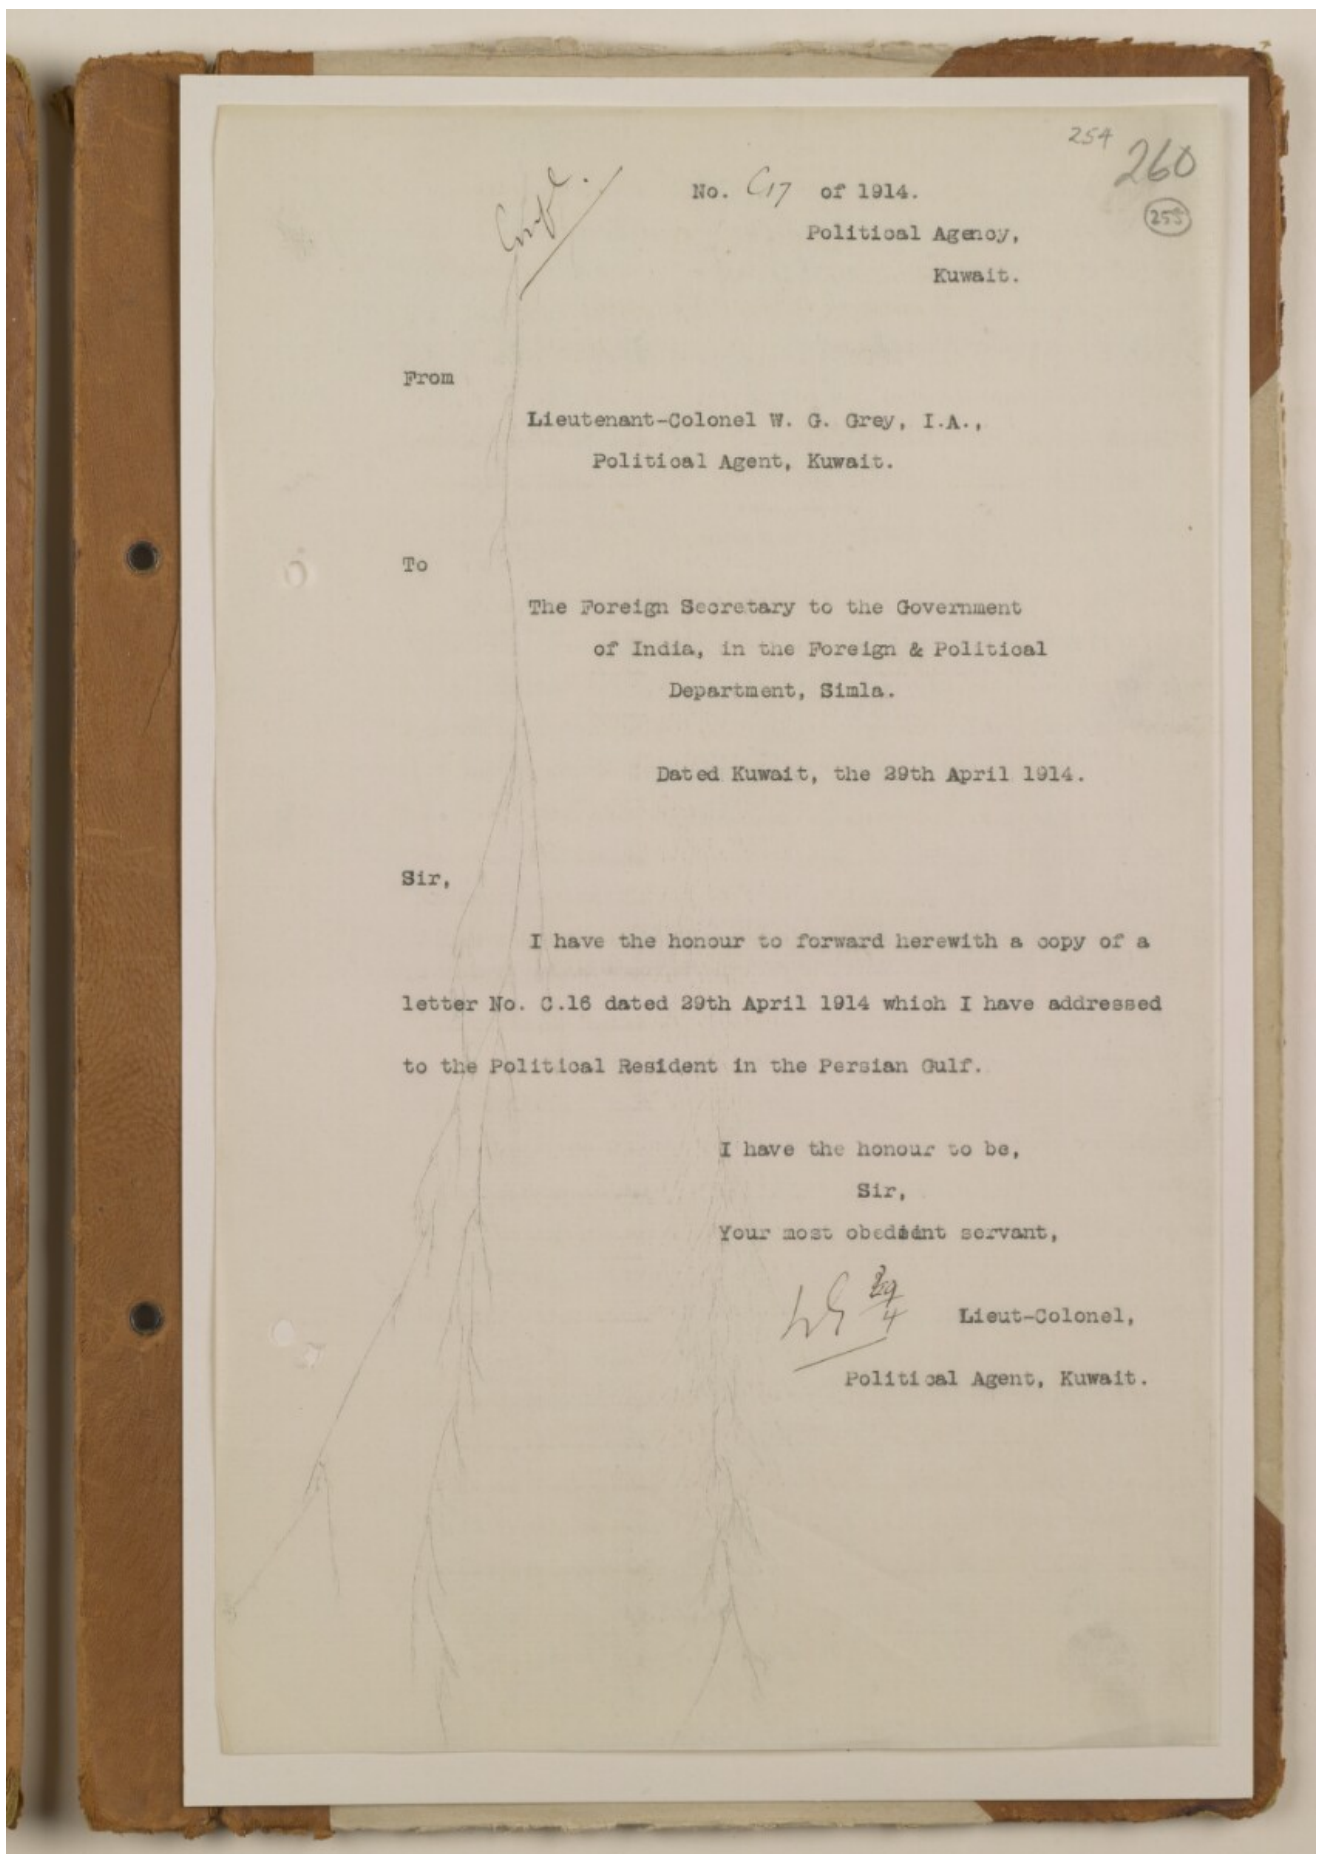 254
260
255
Confl.
No. C17 of 1914.
Political Agency,
Kuwait.
From
Lieutenant-Colonel W. G. Grey, I.A.,
Political Agent, Kuwait.
To
The Foreign Secretary to the Government
of India, in the Foreign & Political
Department, Simla.
Dated Kuwait, the 29th April 1914.
Sir,
I have the honour to forward herewith a copy of a
letter No. C.16 dated 29th April 1914 which I have addressed
to the Political Resident in the Persian Gulf.
I have the honour to be,
Sir,
Your most obedient servant,
WG 29/4 Lieut-Colonel,
Political Agent, Kuwait.